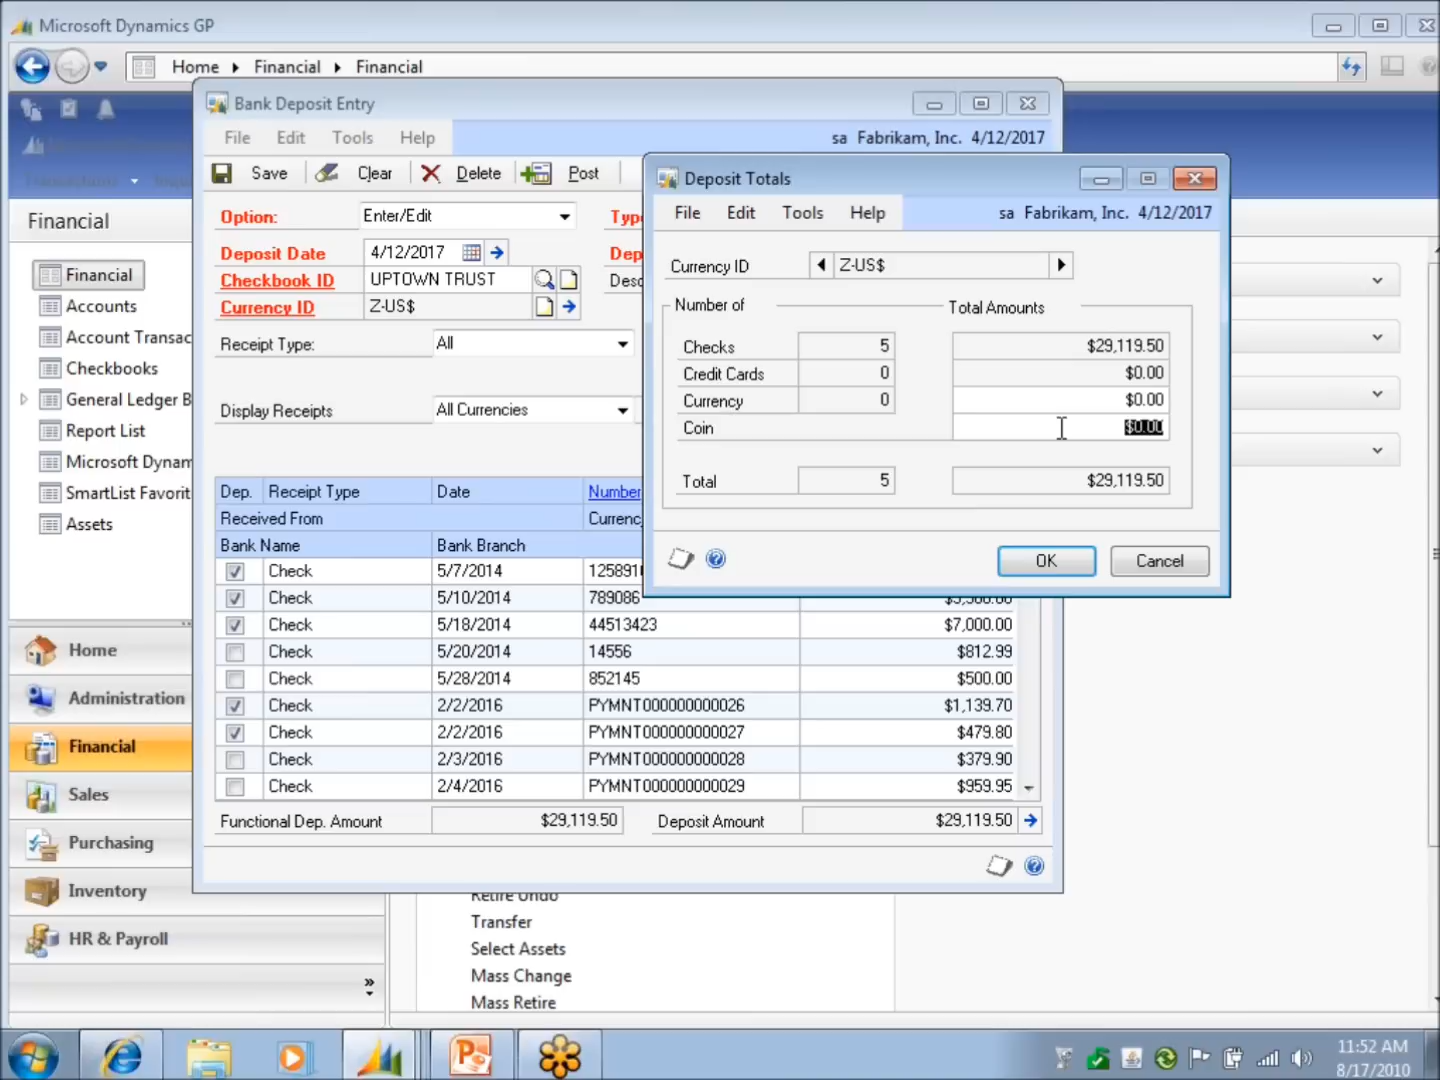 Microsoft Dynamics GP
Home Financial Financial
Bank Deposit Entry
File Edit Tools Help
sa Fabrikam, Inc. 4/12/2017
Save Clear Delete Post
Option: Enter/Edit
Deposit Date 4/12/2017
Checkbook ID UPTOWN TRUST
Currency ID Z-US$
Receipt Type: All
Display Receipts All Currencies
Dep. Receipt Type Date Number
Received From
Bank Name Bank Branch
Check 5/7/2014
Check 5/10/2014 789086
Check 5/18/2014 44513423 $7,000.00
Check 5/20/2014 14556 $812.99
Check 5/28/2014 852145 $500.00
Check 2/2/2016 PYMNT000000000026 $1,139.70
Check 2/2/2016 PYMNT000000000027 $479.80
Check 2/3/2016 PYMNT000000000028 $379.90
Check 2/4/2016 PYMNT000000000029 $959.95
Functional Dep. Amount $29,119.50 Deposit Amount $29,119.50
Deposit Totals
File Edit Tools Help
sa Fabrikam, Inc. 4/12/2017
Currency ID Z-US$
Number of Total Amounts
Checks 5 $29,119.50
Credit Cards 0 $0.00
Currency 0 $0.00
Coin $0.00
Total 5 $29,119.50
OK Cancel
Financial
Financial
Accounts
Account Transac
Checkbooks
General Ledger B
Report List
Microsoft Dynam
SmartList Favorit
Assets
Home
Administration
Financial
Sales
Purchasing
Inventory
HR & Payroll
Retire Undo
Transfer
Select Assets
Mass Change
Mass Retire
11:52 AM
8/17/2010